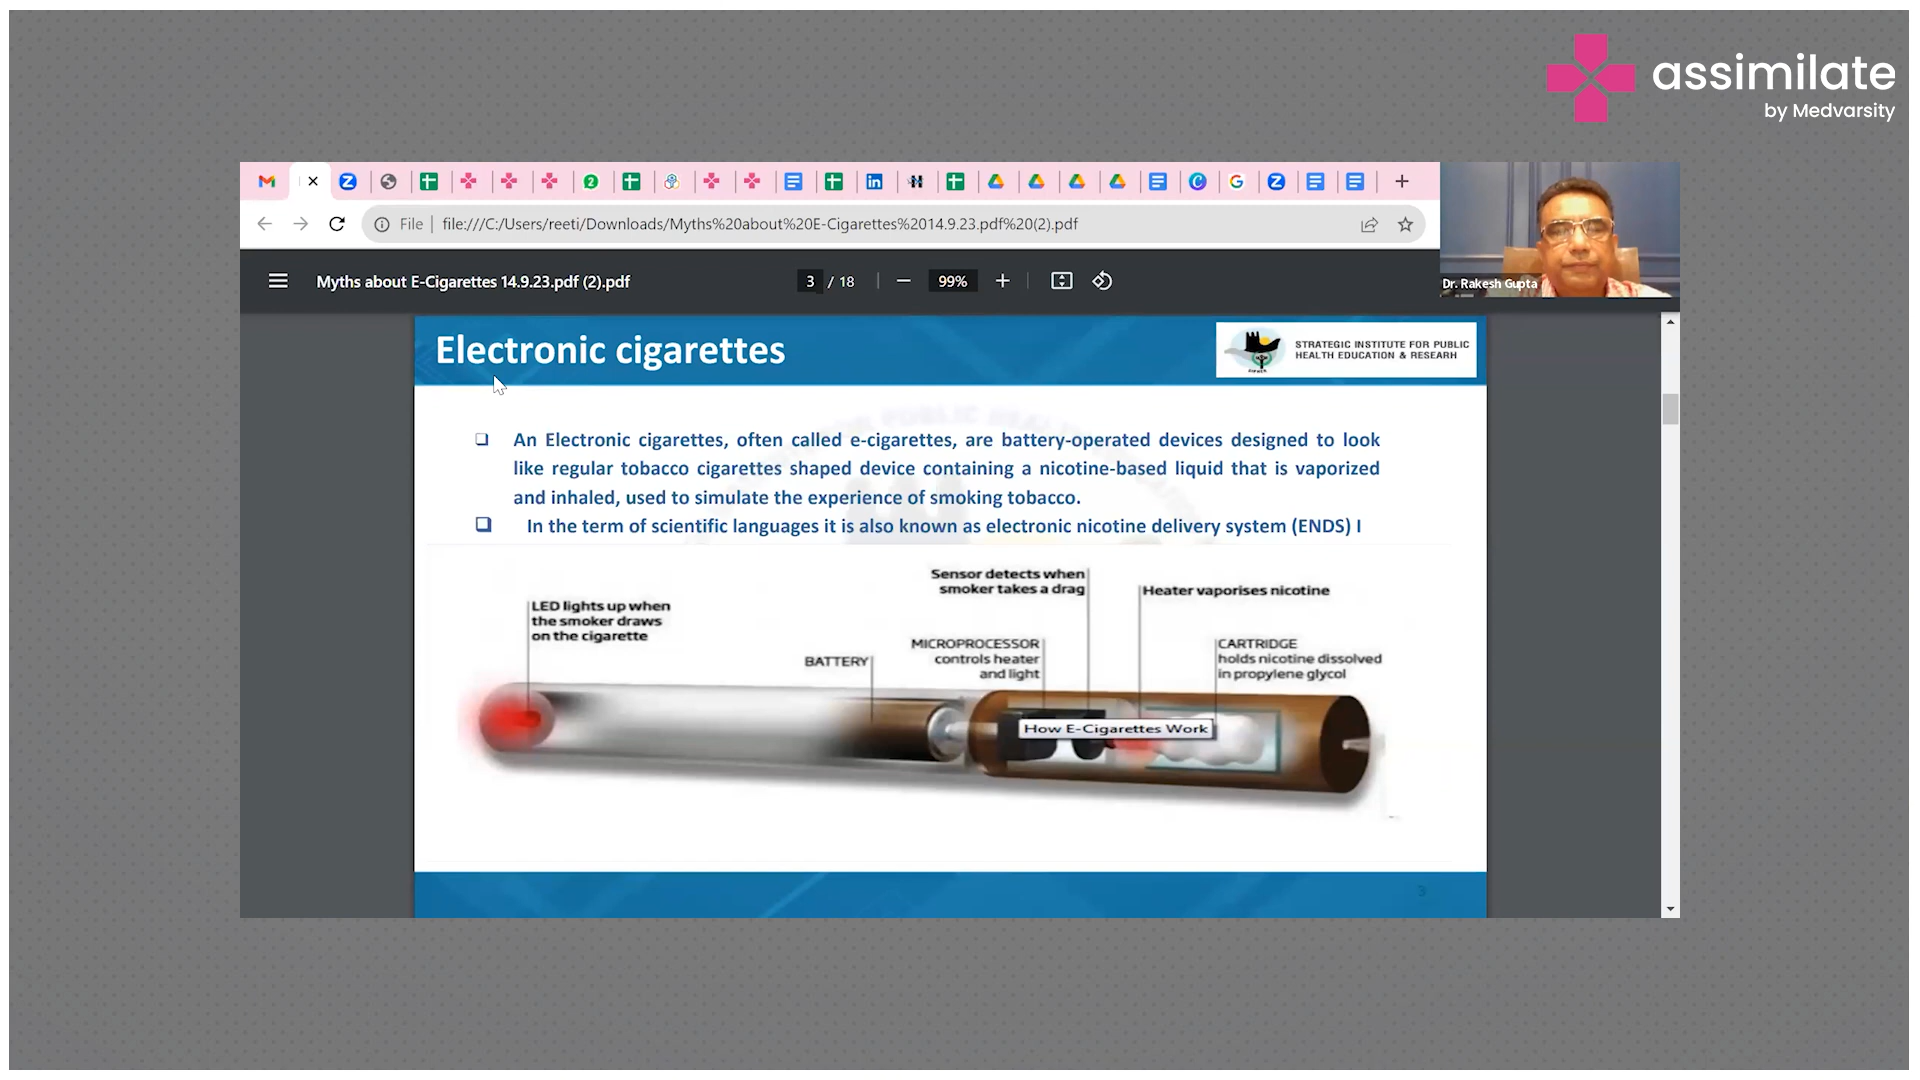 assimilate
by Medvarsity
File
file:///C:/Users/reeti/Downloads/Myths%20about%20E-Cigarettes%2014.9.23.pdf%20(2).pdf
Myths about E-Cigarettes 14.9.23.pdf (2).pdf
3 / 18
99%
Dr. Rakesh Gupta
Electronic cigarettes
STRATEGIC INSTITUTE FOR PUBLIC
HEALTH EDUCATION & RESEARH
An Electronic cigarettes, often called e-cigarettes, are battery-operated devices designed to look
like regular tobacco cigarettes shaped device containing a nicotine-based liquid that is vaporized
and inhaled, used to simulate the experience of smoking tobacco.
In the term of scientific languages it is also known as electronic nicotine delivery system (ENDS) I
LED lights up when
the smoker draws
on the cigarette
BATTERY
Sensor detects when
smoker takes a drag
MICROPROCESSOR
controls heater
and light
Heater vaporises nicotine
CARTRIDGE
holds nicotine dissolved
in propylene glycol
How E-Cigarettes Work
3